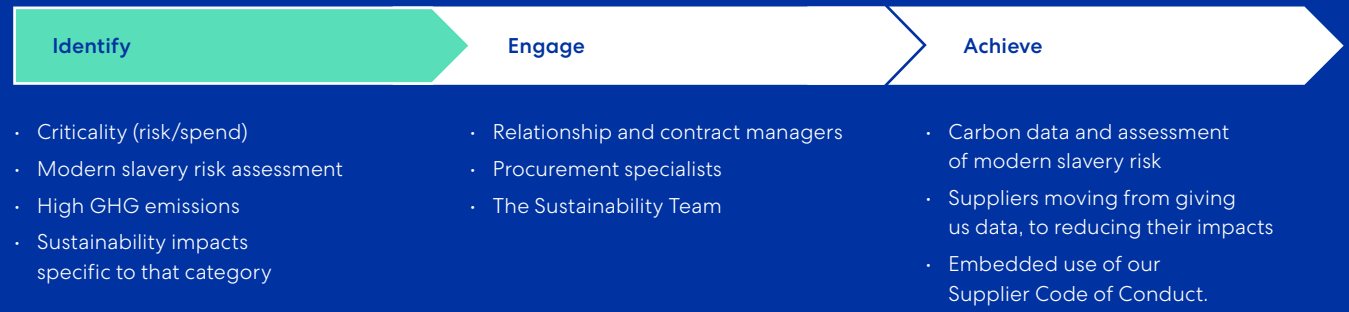 Identify
Engage
Achieve
· Criticality (risk/spend)
· Modern slavery risk assessment
· High GHG emissions
· Sustainability impacts
specific to that category
· Relationship and contract managers
· Procurement specialists
· The Sustainability Team
· Carbon data and assessment
of modern slavery risk
· Suppliers moving from giving
us data, to reducing their impacts
· Embedded use of our
Supplier Code of Conduct.